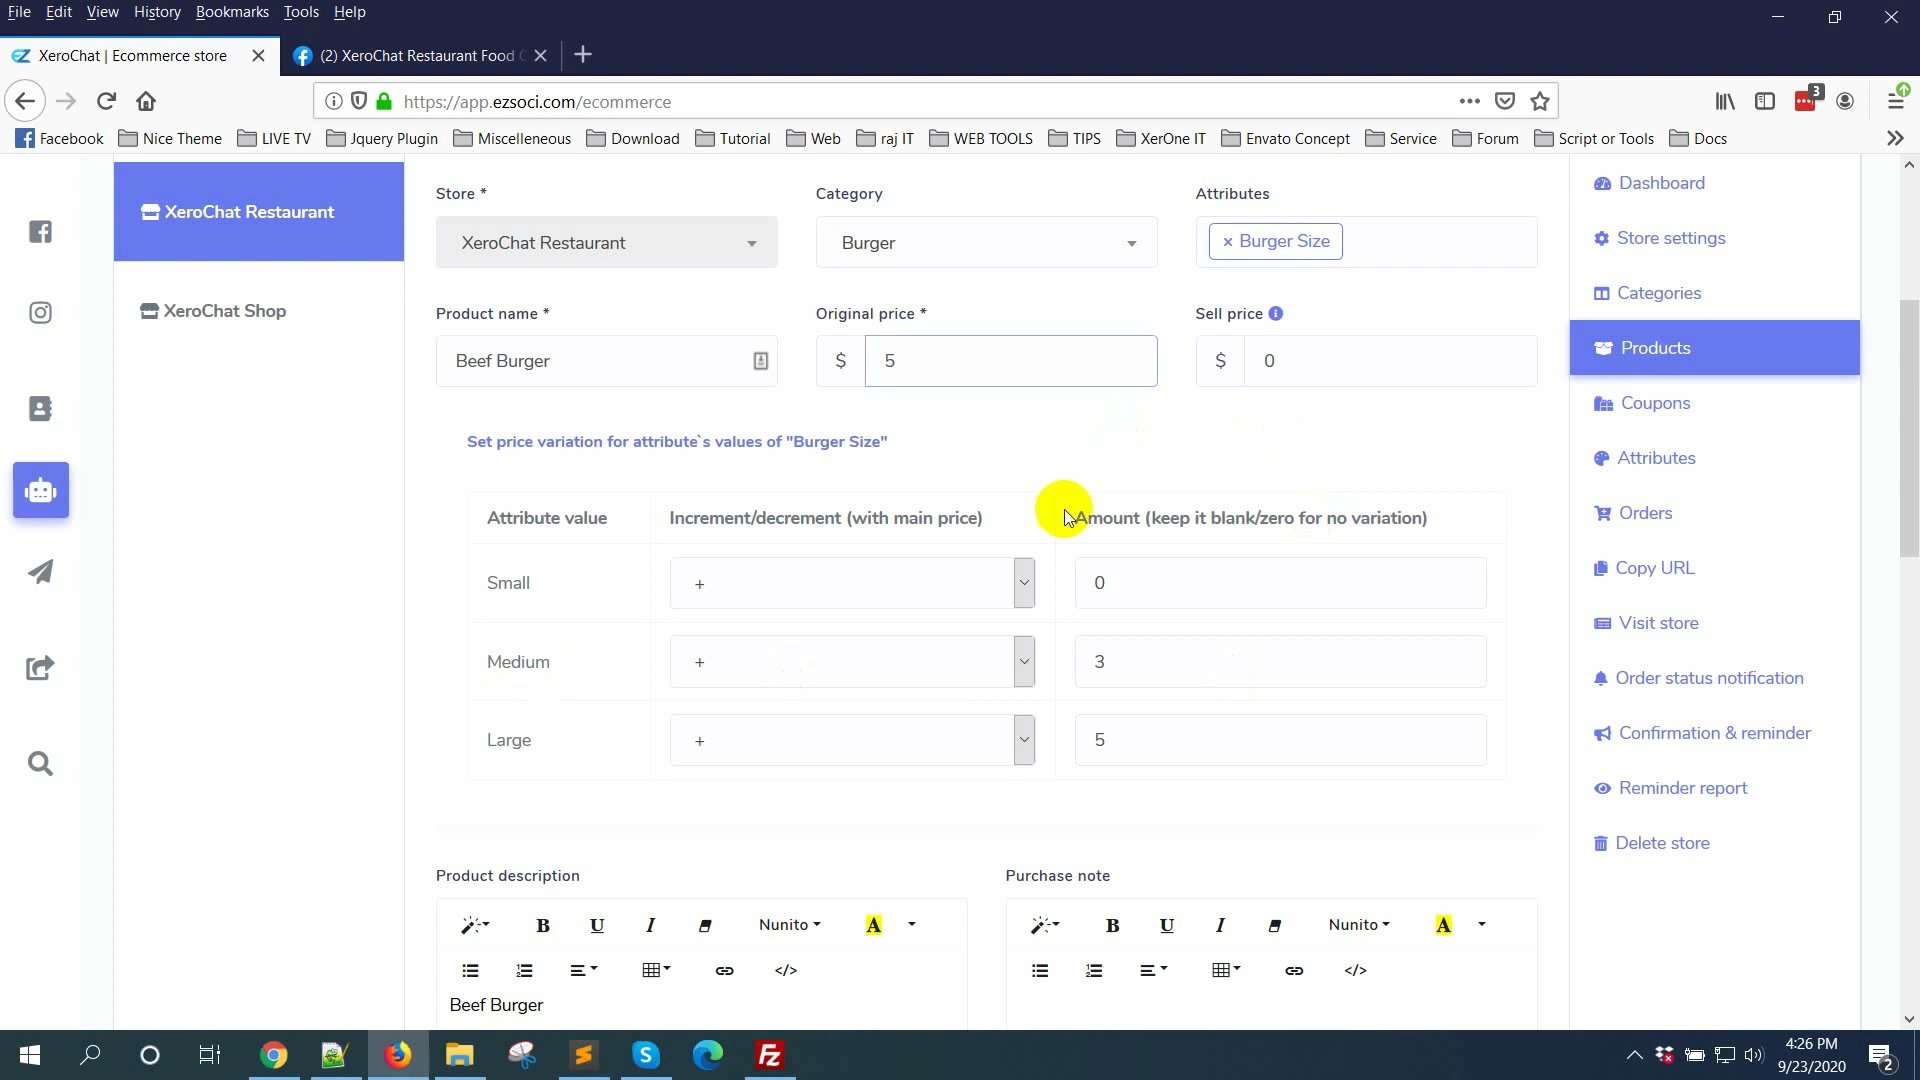 File Edit View History Bookmarks Tools Help
XeroChat | Ecommerce store
(2) XeroChat Restaurant Food
https://app.ezsoci.com/ecommerce
3
Facebook Nice Theme LIVE TV Jquery Plugin Miscelleneous Download Tutorial Web raj IT WEB TOOLS TIPS XerOne IT Envato Concept Service Forum Script or Tools Docs
XeroChat Restaurant
XeroChat Shop
Store *
Category
Attributes
XeroChat Restaurant
Burger
× Burger Size
Product name *
Original price *
Sell price
Beef Burger
$ 5
$ 0
Set price variation for attribute`s values of "Burger Size"
Attribute value
Increment/decrement (with main price)
Amount (keep it blank/zero for no variation)
Small + 0
Medium + 3
Large + 5
Product description
Purchase note
B U I Nunito A
</>
Beef Burger
B U I Nunito A
</>
Dashboard
Store settings
Categories
Products
Coupons
Attributes
Orders
Copy URL
Visit store
Order status notification
Confirmation & reminder
Reminder report
Delete store
4:26 PM
9/23/2020
2